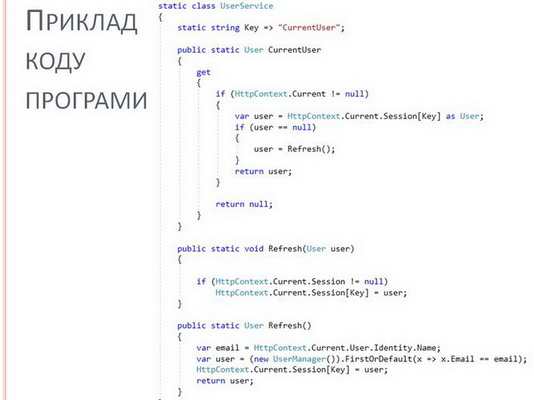 ПРИКЛАД
КОДУ
ПРОГРАМИ
static class UserService
{
static string Key => "CurrentUser";
public static User CurrentUser
{
get
{
if (HttpContext.Current != null)
{
var user = HttpContext.Current.Session[Key] as User;
if (user == null)
{
user = Refresh();
}
return user;
}
return null;
}
}
public static void Refresh(User user)
{
if (HttpContext.Current.Session != null)
HttpContext.Current.Session[Key] = user;
}
public static User Refresh()
{
var email = HttpContext.Current.User.Identity.Name;
var user = (new UserManager()).FirstOrDefault(x => x.Email == email);
HttpContext.Current.Session[Key] = user;
return user;
}